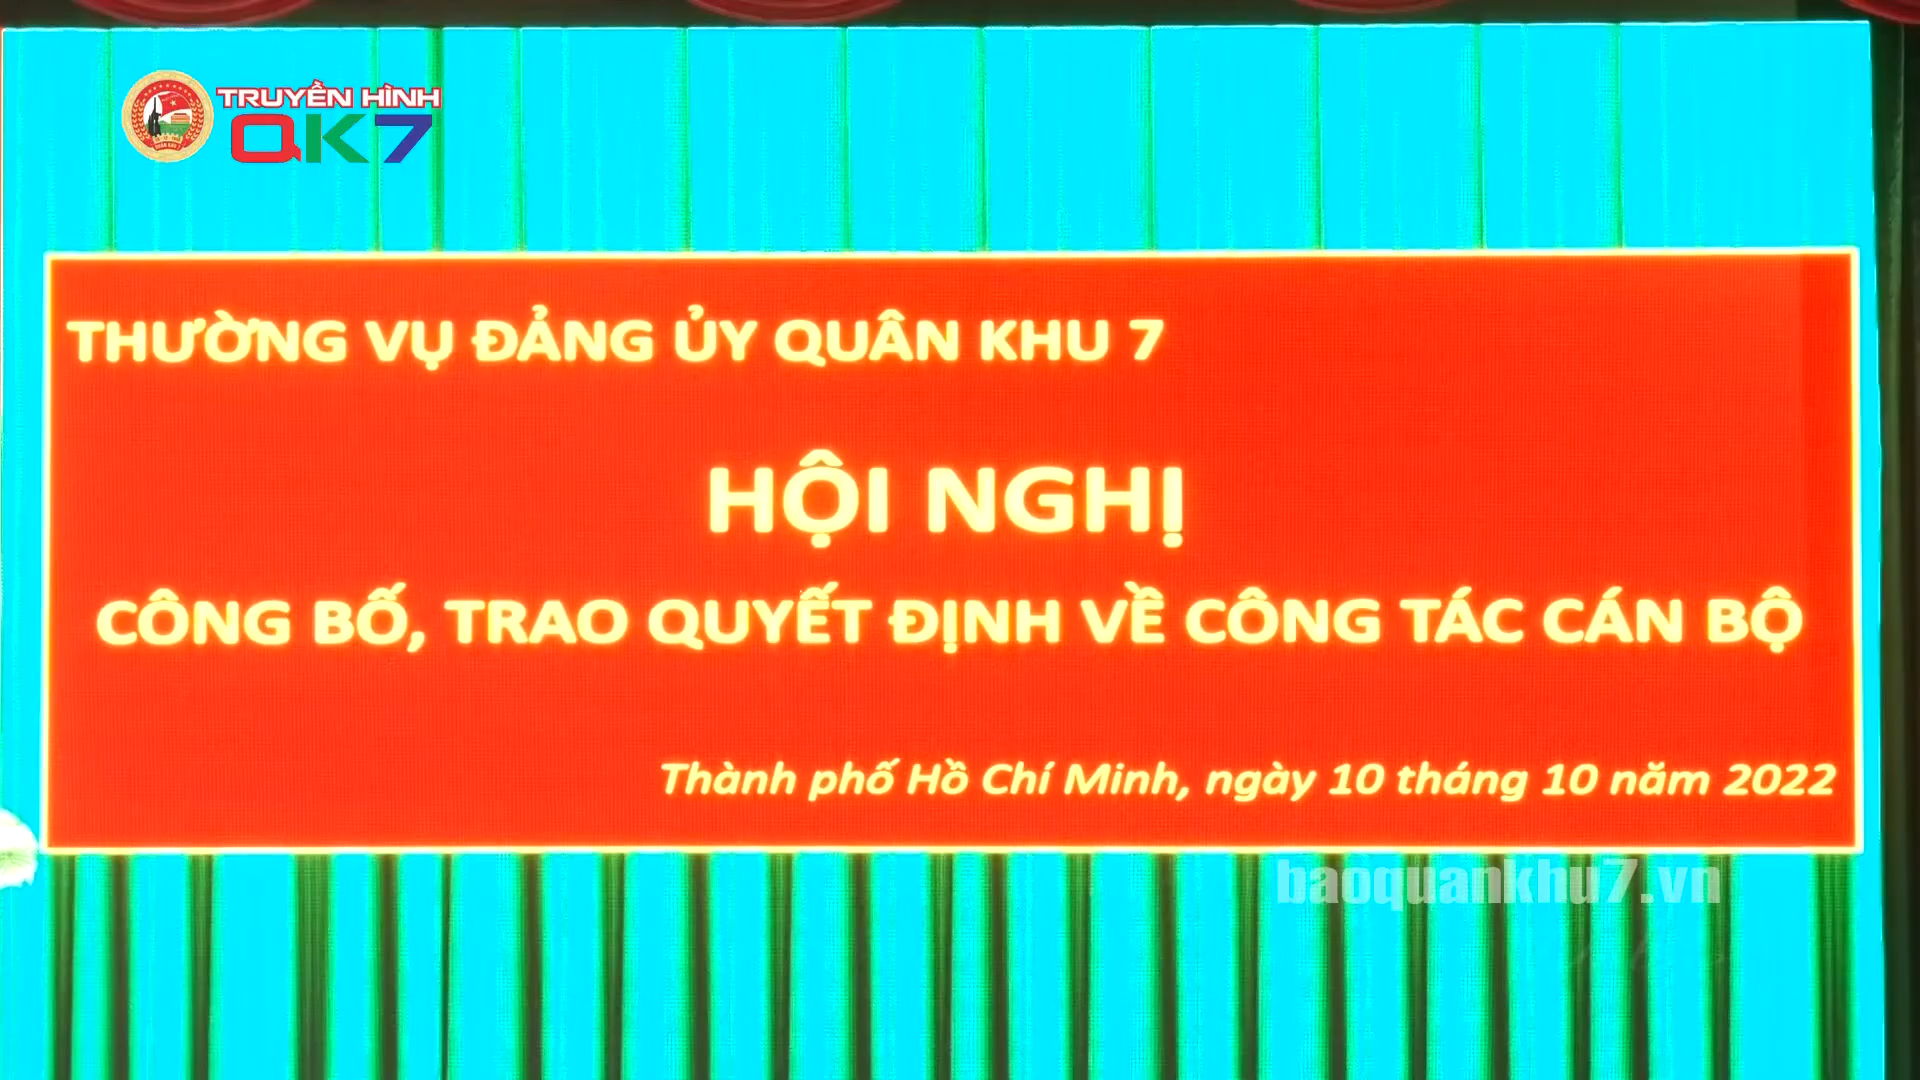 TRUYỀN HÌNH
QK7
THƯỜNG VỤ ĐẢNG ỦY QUÂN KHU 7
HỘI NGHỊ
CÔNG BỐ, TRAO QUYẾT ĐỊNH VỀ CÔNG TÁC CÁN BỘ
Thành phố Hồ Chí Minh, ngày 10 tháng 10 năm 2022
baoquankhu7.vn